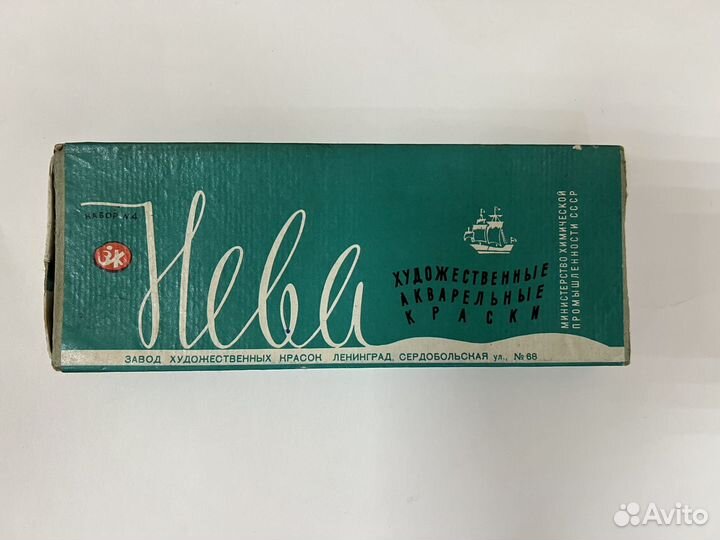 НАБОР №4
ЗХК
Нева
ХУДОЖЕСТВЕННЫЕ
АКВАРЕЛЬНЫЕ
КРАСКИ
МИНИСТЕРСТВО ХИМИЧЕСКОЙ
ПРОМЫШЛЕННОСТИ СССР
ЗАВОД ХУДОЖЕСТВЕННЫХ КРАСОК ЛЕНИНГРАД, СЕРДОБОЛЬСКАЯ ул., № 68
Avito